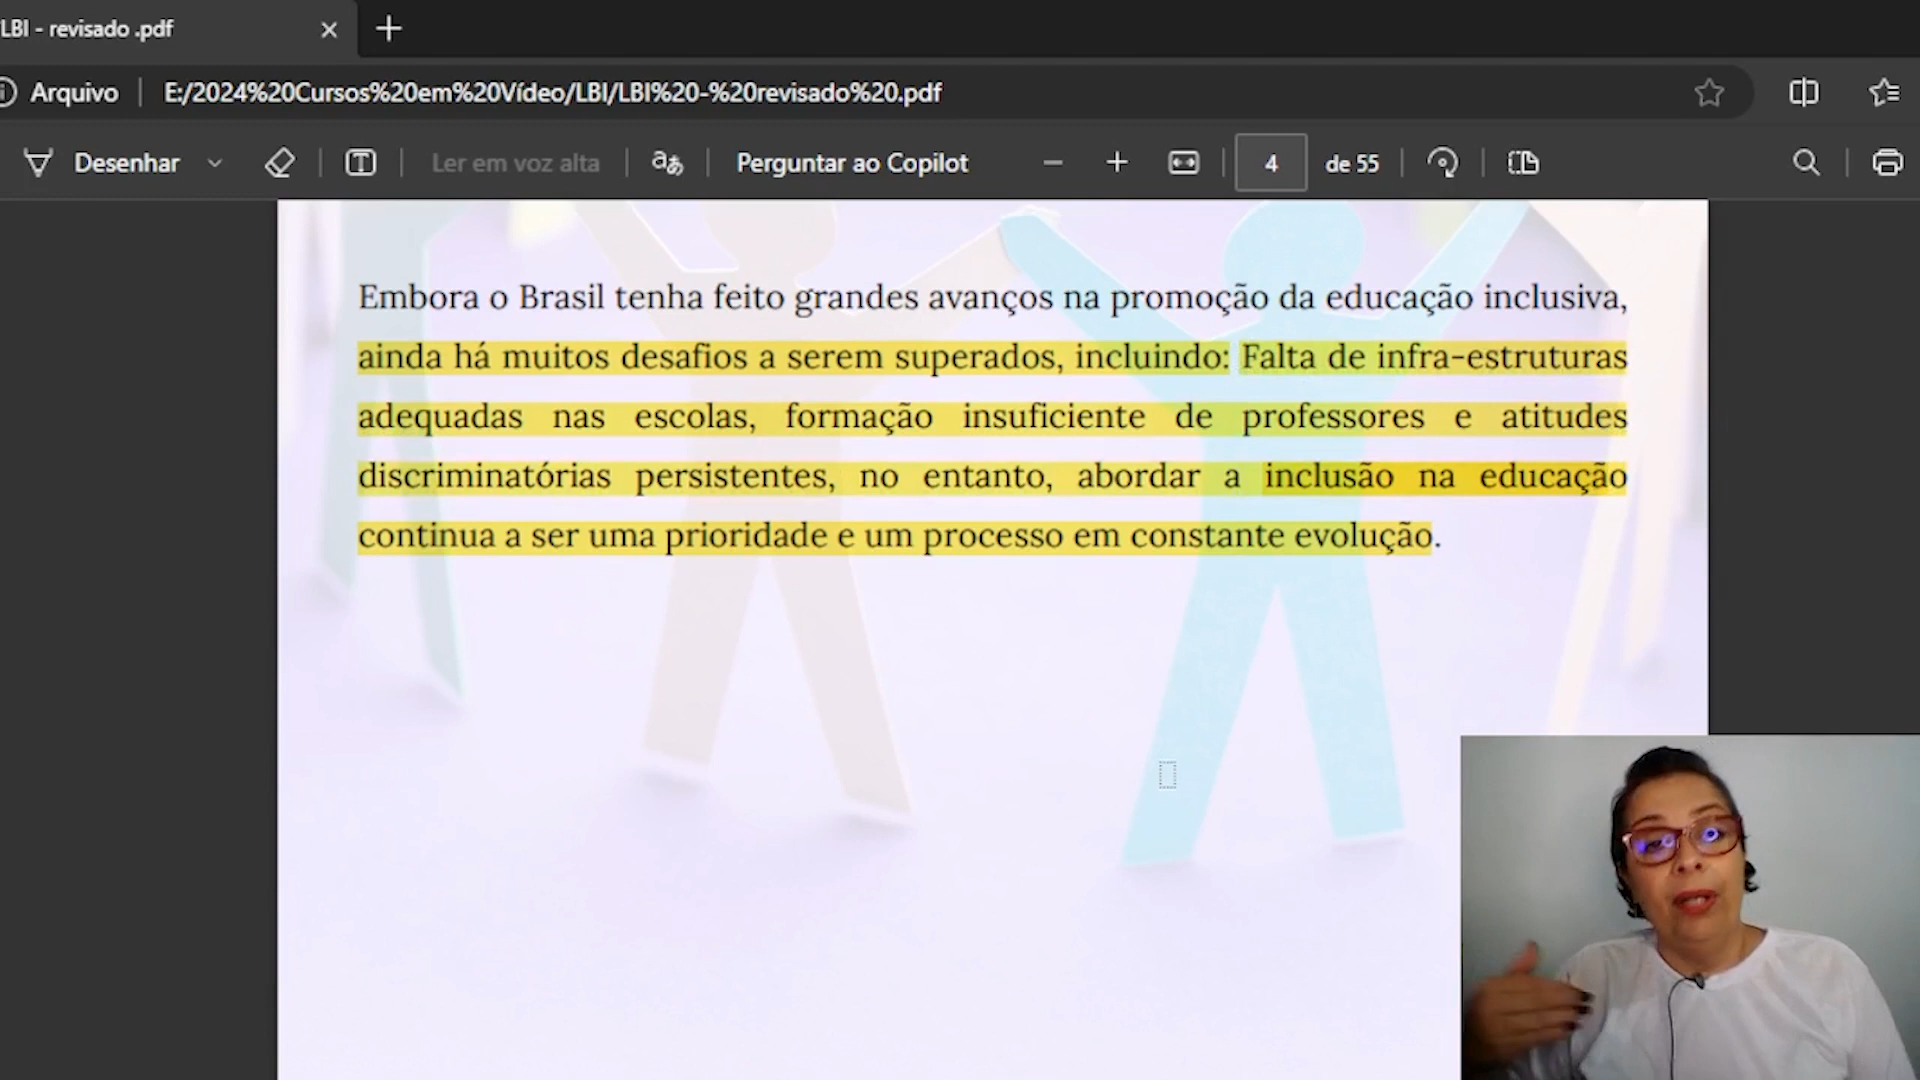 LBI - revisado .pdf
Arquivo
E:/2024%20Cursos%20em%20Vídeo/LBI/LBI%20-%20revisado%20.pdf
Desenhar
Ler em voz alta
aあ
Perguntar ao Copilot
4
de 55
Embora o Brasil tenha feito grandes avanços na promoção da educação inclusiva,
ainda há muitos desafios a serem superados, incluindo: Falta de infra-estruturas
adequadas nas escolas, formação insuficiente de professores e atitudes
discriminatórias persistentes, no entanto, abordar a inclusão na educação
continua a ser uma prioridade e um processo em constante evolução.